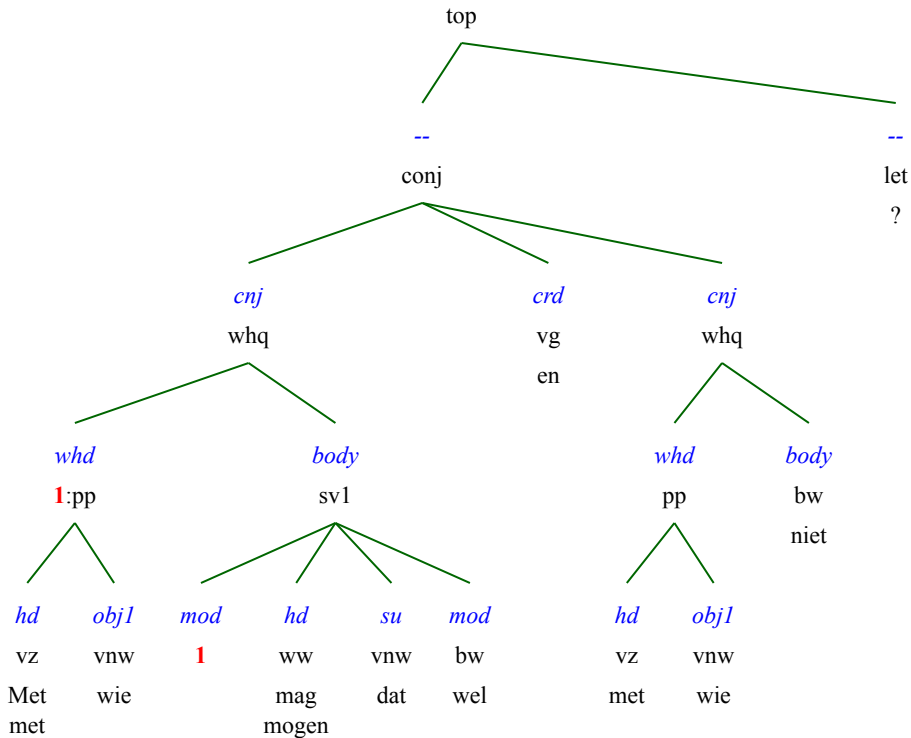 top
-- --
conj let
?
cnj crd cnj
whq vg whq
en
whd body whd body
1:pp sv1 pp bw
niet
hd obj1 mod hd su mod hd obj1
vz vnw 1 ww vnw bw vz vnw
Met wie mag dat wel met wie
met mogen